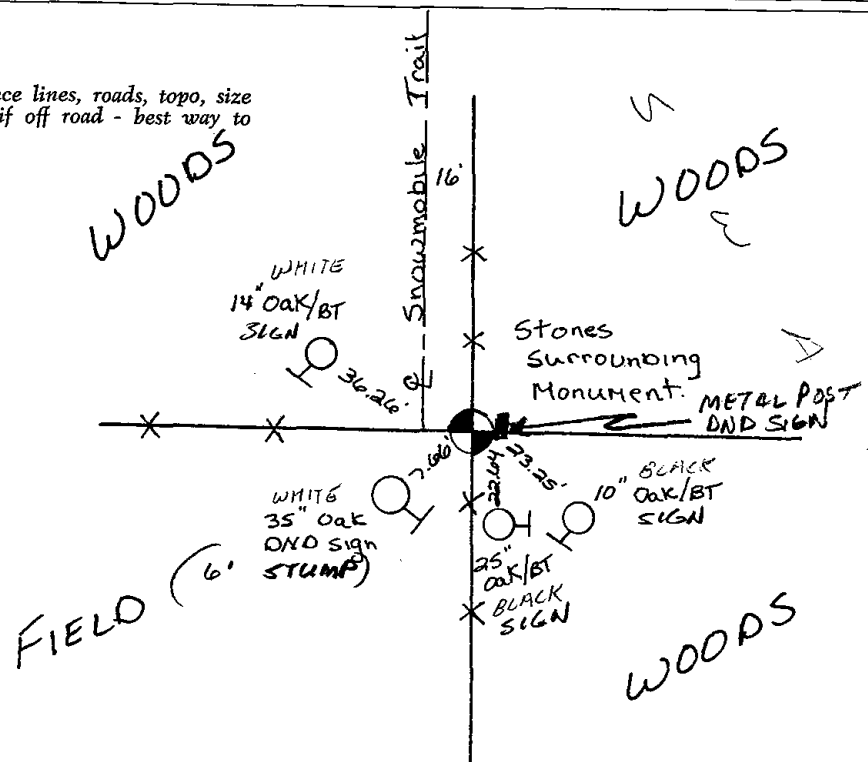 ce lines, roads, topo, size
if off road - best way to
Snowmobile Trail
16'
WOODS
WOODS
WHITE
14" OAK/BT
SIGN
36.26'
Stones
Surrounding
Monument.
METAL POST
DND SIGN
7.66'
22.64
23.25'
WHITE
35" OAK
DND Sign
(6' STUMP)
10" BLACK
OAK/BT
SIGN
25"
OAK/BT
BLACK
SIGN
FIELD
WOODS